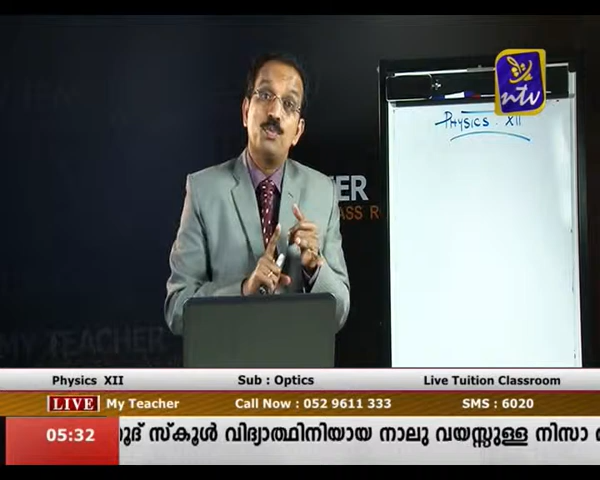 ntv
PHYSICS : XII
ER
ASS R
MY TEACHER
Physics XII
Sub : Optics
Live Tuition Classroom
LIVE My Teacher
Call Now : 052 9611 333
SMS : 6020
05:32
സ്കൂൾ വിദ്യാത്ഥിനിയായ നാലു വയസ്സുള്ള നിസാ